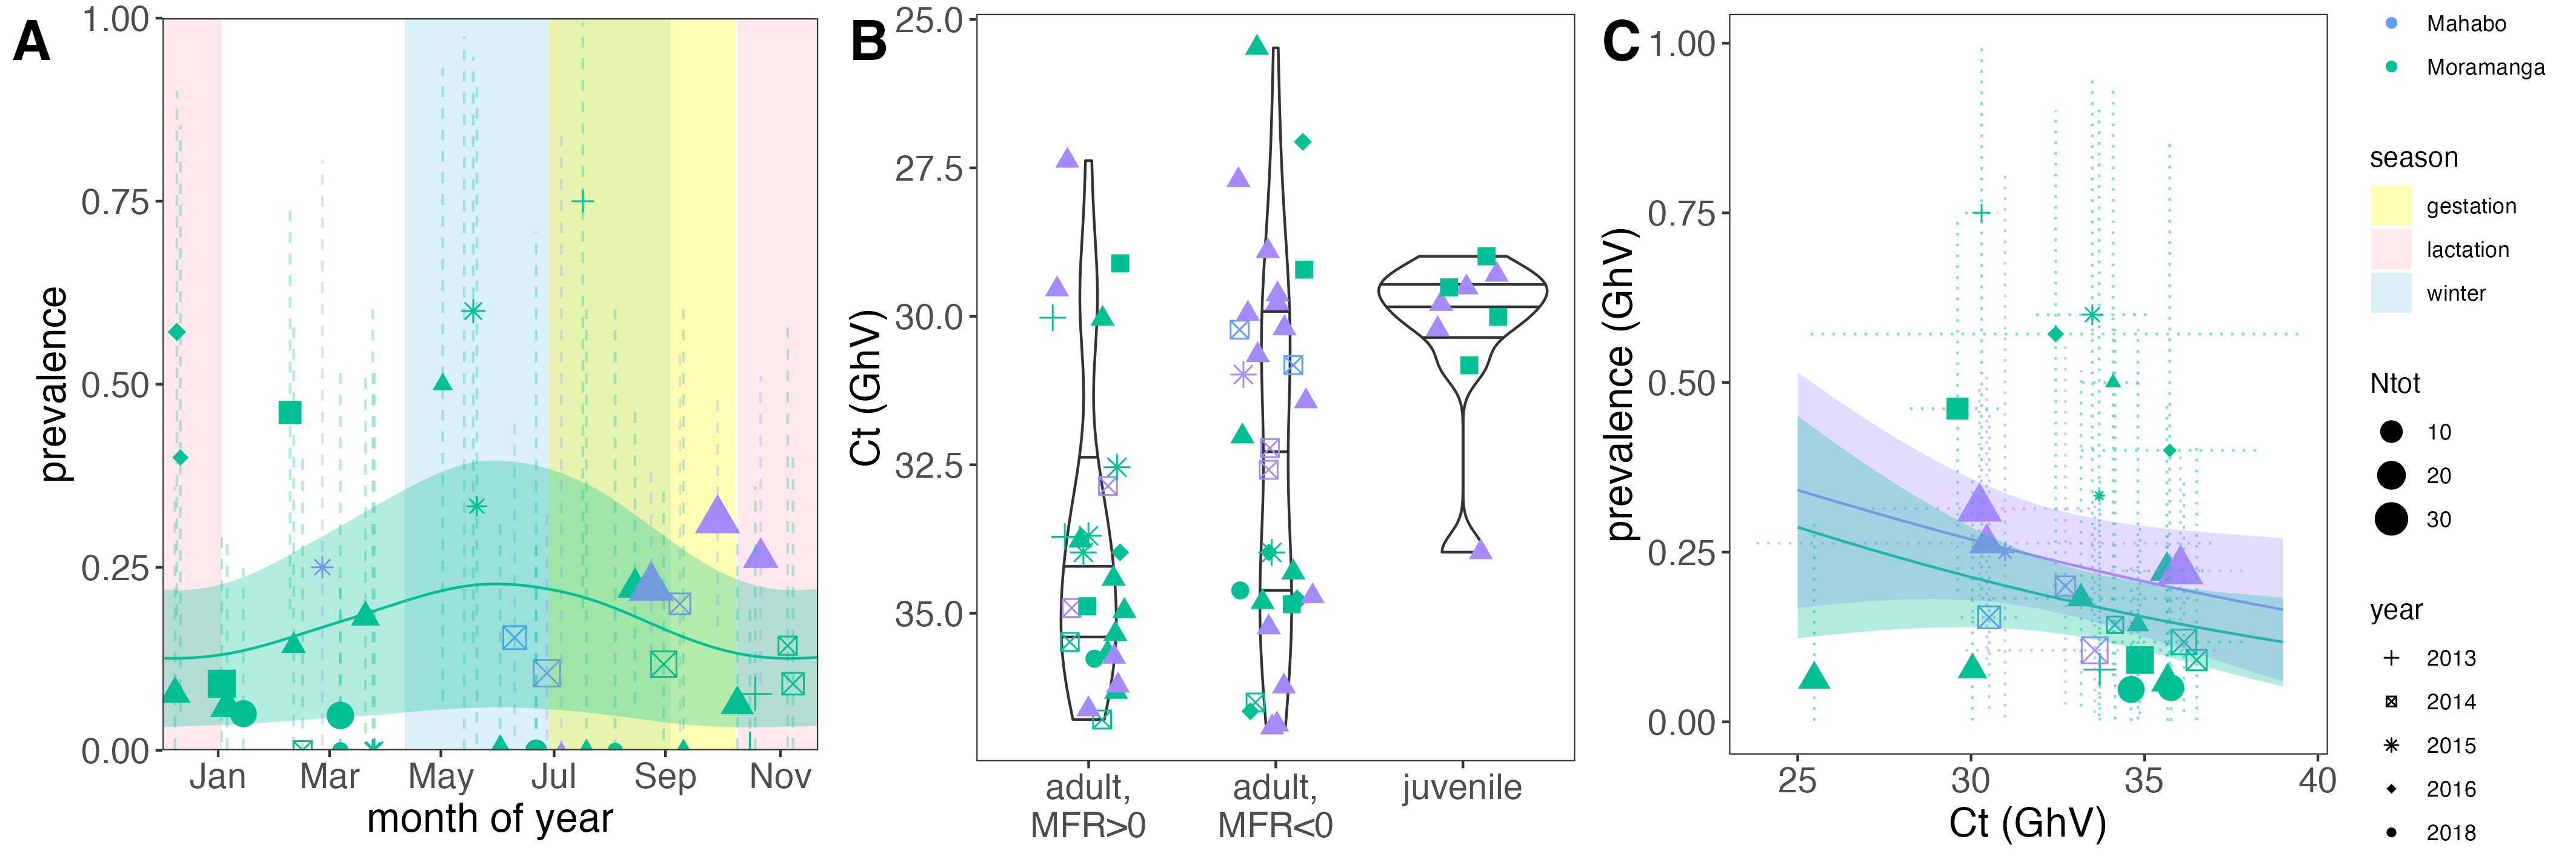 A
prevalence
1.00
0.75
0.50
0.25
0.00
Jan Mar May Jul Sep Nov
month of year
B
Ct (GhV)
25.0
27.5
30.0
32.5
35.0
adult,
MFR>0
adult,
MFR<0
juvenile
C
prevalence (GhV)
1.00
0.75
0.50
0.25
0.00
25 30 35 40
Ct (GhV)
Mahabo
Moramanga
season
gestation
lactation
winter
Ntot
10
20
30
year
2013
2014
2015
2016
2018